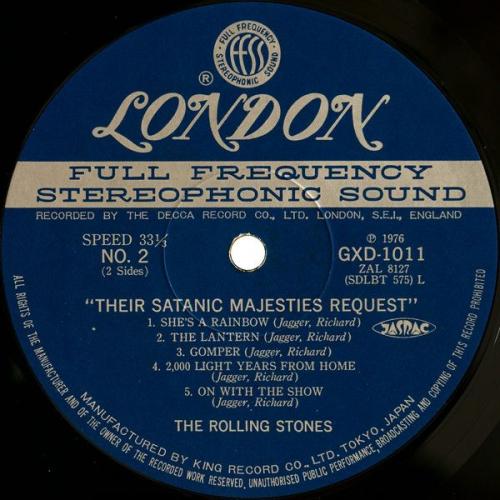 FULL FREQUENCY
FFSS
STEREOPHONIC SOUND
®
LONDON
FULL FREQUENCY
STEREOPHONIC SOUND
RECORDED BY THE DECCA RECORD CO., LTD. LONDON, S.E.I., ENGLAND
SPEED 33⅓
NO. 2
(2 Sides)
℗ 1976
GXD-1011
ZAL 8127
(SDLBT 575) L
"THEIR SATANIC MAJESTIES REQUEST"
1. SHE'S A RAINBOW (Jagger, Richard)
2. THE LANTERN (Jagger, Richard)
3. GOMPER (Jagger, Richard)
4. 2,000 LIGHT YEARS FROM HOME
(Jagger, Richard)
5. ON WITH THE SHOW
(Jagger, Richard)
JASRAC
THE ROLLING STONES
MANUFACTURED BY KING RECORD CO., LTD. TOKYO, JAPAN
ALL RIGHTS OF THE MANUFACTURER AND OF THE OWNER OF THE RECORDED WORK RESERVED, UNAUTHORISED PUBLIC PERFORMANCE, BROADCASTING AND COPYING OF THIS RECORD PROHIBITED